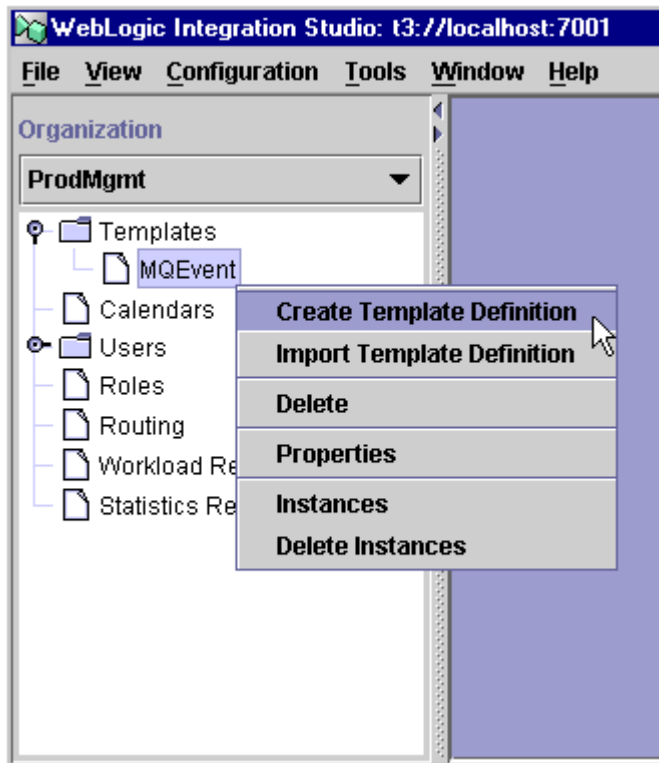 WebLogic Integration Studio: t3://localhost:7001
File View Configuration Tools Window Help
Organization
ProdMgmt
Templates
MQEvent
Calendars
Users
Roles
Routing
Workload Re
Statistics Re
Create Template Definition
Import Template Definition
Delete
Properties
Instances
Delete Instances